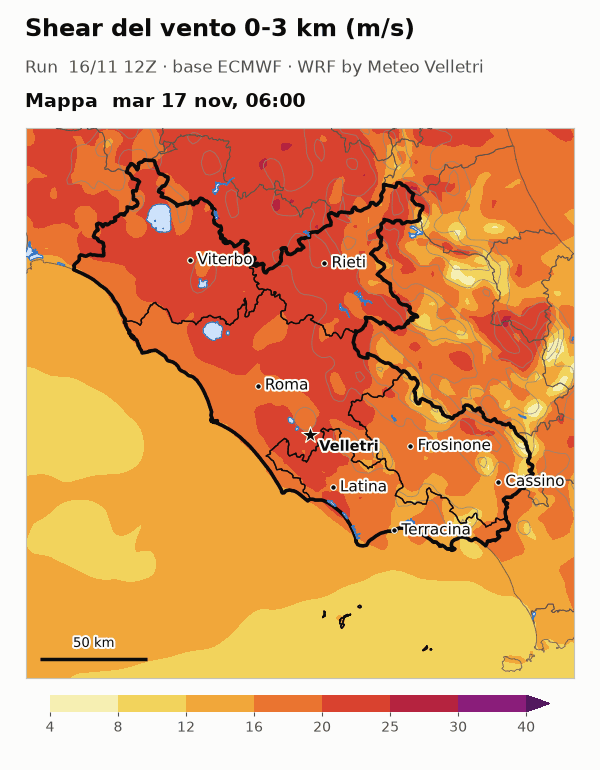 Shear del vento 0-3 km (m/s)
Run  16/11 12Z · base ECMWF · WRF by Meteo Velletri
Mappa  mar 17 nov, 06:00
Viterbo
Rieti
Roma
Velletri
Frosinone
Latina
Cassino
Terracina
50 km
4 8 12 16 20 25 30 40